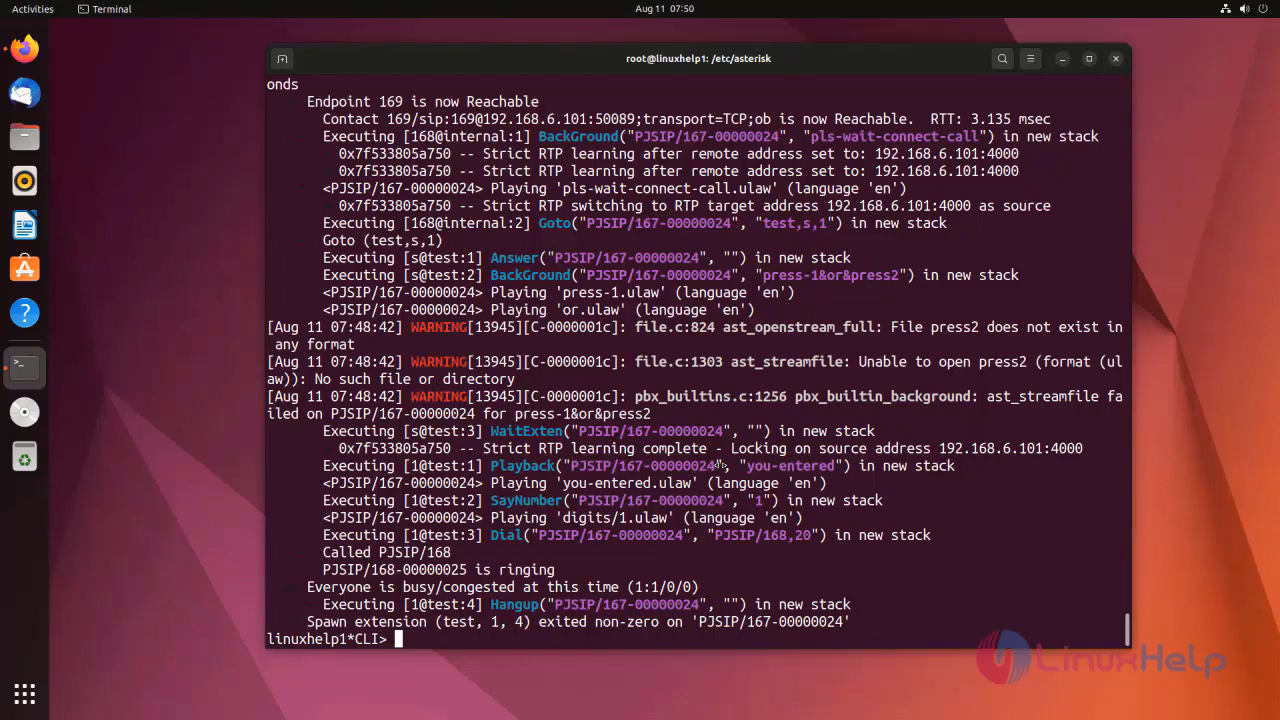 Activities Terminal Aug 11 07:50
root@linuxhelp1: /etc/asterisk
onds
Endpoint 169 is now Reachable
Contact 169/sip:169@192.168.6.101:50089;transport=TCP;ob is now Reachable.  RTT: 3.135 msec
Executing [168@internal:1] BackGround("PJSIP/167-00000024", "pls-wait-connect-call") in new stack
0x7f533805a750 -- Strict RTP learning after remote address set to: 192.168.6.101:4000
0x7f533805a750 -- Strict RTP learning after remote address set to: 192.168.6.101:4000
<PJSIP/167-00000024> Playing 'pls-wait-connect-call.ulaw' (language 'en')
0x7f533805a750 -- Strict RTP switching to RTP target address 192.168.6.101:4000 as source
Executing [168@internal:2] Goto("PJSIP/167-00000024", "test,s,1") in new stack
Goto (test,s,1)
Executing [s@test:1] Answer("PJSIP/167-00000024", "") in new stack
Executing [s@test:2] BackGround("PJSIP/167-00000024", "press-1&or&press2") in new stack
<PJSIP/167-00000024> Playing 'press-1.ulaw' (language 'en')
<PJSIP/167-00000024> Playing 'or.ulaw' (language 'en')
[Aug 11 07:48:42] WARNING[13945][C-0000001c]: file.c:824 ast_openstream_full: File press2 does not exist in
any format
[Aug 11 07:48:42] WARNING[13945][C-0000001c]: file.c:1303 ast_streamfile: Unable to open press2 (format (ul
aw)): No such file or directory
[Aug 11 07:48:42] WARNING[13945][C-0000001c]: pbx_builtins.c:1256 pbx_builtin_background: ast_streamfile fa
iled on PJSIP/167-00000024 for press-1&or&press2
Executing [s@test:3] WaitExten("PJSIP/167-00000024", "") in new stack
0x7f533805a750 -- Strict RTP learning complete - Locking on source address 192.168.6.101:4000
Executing [1@test:1] Playback("PJSIP/167-00000024", "you-entered") in new stack
<PJSIP/167-00000024> Playing 'you-entered.ulaw' (language 'en')
Executing [1@test:2] SayNumber("PJSIP/167-00000024", "1") in new stack
<PJSIP/167-00000024> Playing 'digits/1.ulaw' (language 'en')
Executing [1@test:3] Dial("PJSIP/167-00000024", "PJSIP/168,20") in new stack
Called PJSIP/168
PJSIP/168-00000025 is ringing
Everyone is busy/congested at this time (1:1/0/0)
Executing [1@test:4] Hangup("PJSIP/167-00000024", "") in new stack
Spawn extension (test, 1, 4) exited non-zero on 'PJSIP/167-00000024'
linuxhelp1*CLI>
LinuxHelp